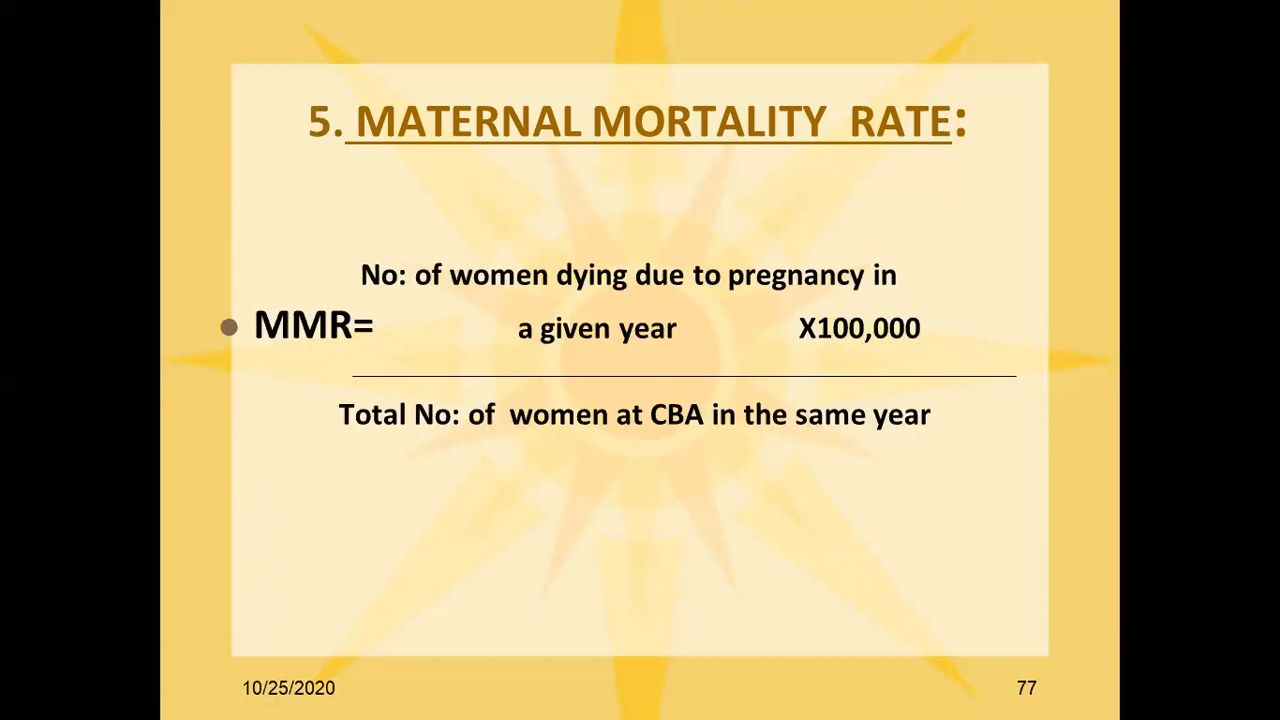 5. MATERNAL MORTALITY RATE:
No: of women dying due to pregnancy in
MMR= a given year X100,000
Total No: of women at CBA in the same year
10/25/2020 77